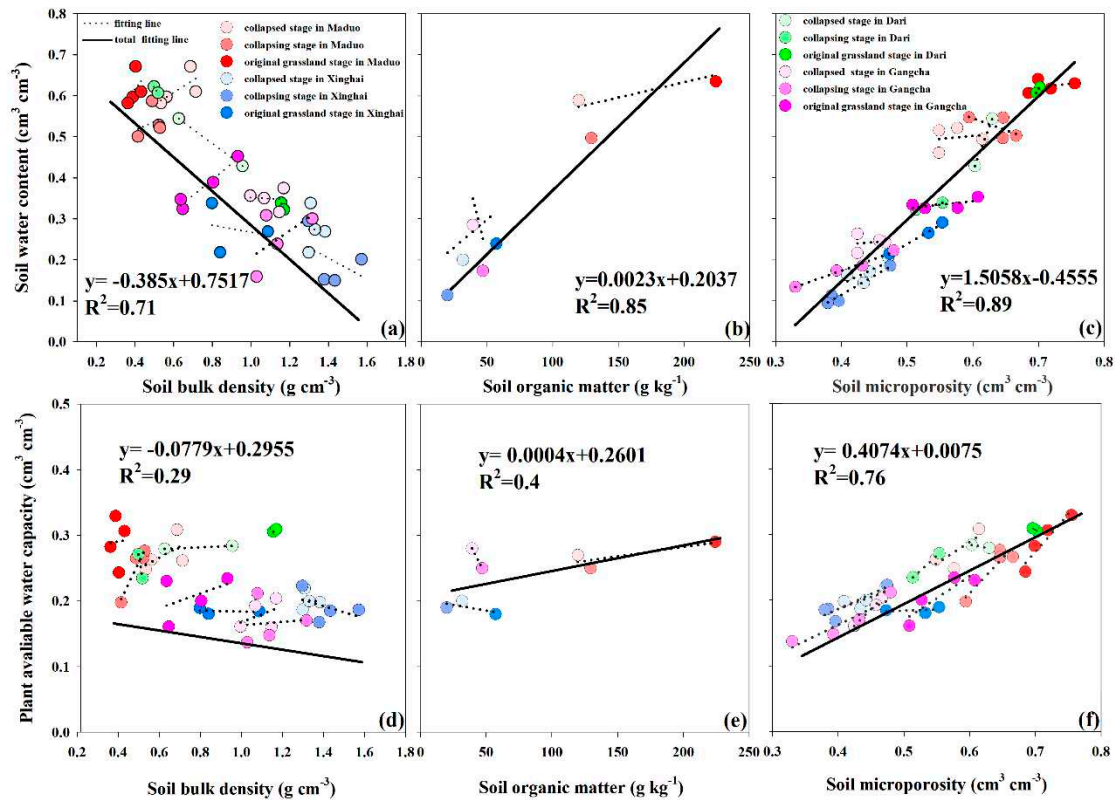 fitting line
total fitting line
collapsed stage in Maduo
collapsing stage in Maduo
original grassland stage in Maduo
collapsed stage in Xinghai
collapsing stage in Xinghai
original grassland stage in Xinghai
collapsed stage in Dari
collapsing stage in Dari
original grassland stage in Dari
collapsed stage in Gangcha
collapsing stage in Gangcha
original grassland stage in Gangcha
Soil water content (cm³ cm⁻³)
0.8
0.7
0.6
0.5
0.4
0.3
0.2
0.1
0.0
y= -0.385x+0.7517
R²=0.71
(a)
y=0.0023x+0.2037
R²=0.85
(b)
y=1.5058x-0.4555
R²=0.89
(c)
0.2 0.4 0.6 0.8 1.0 1.2 1.4 1.6 1.8
0 50 100 150 200 250
0.3 0.4 0.5 0.6 0.7 0.8
Soil bulk density (g cm⁻³)
Soil organic matter (g kg⁻¹)
Soil microporosity (cm³ cm⁻³)
Plant avaliable water capacity (cm³ cm⁻³)
0.5
0.4
0.3
0.2
0.1
0.0
y= -0.0779x+0.2955
R²=0.29
(d)
y= 0.0004x+0.2601
R²=0.4
(e)
y= 0.4074x+0.0075
R²=0.76
(f)
0.2 0.4 0.6 0.8 1.0 1.2 1.4 1.6 1.8
0 50 100 150 200 250
0.3 0.4 0.5 0.6 0.7 0.8
Soil bulk density (g cm⁻³)
Soil organic matter (g kg⁻¹)
Soil microporosity (cm³ cm⁻³)